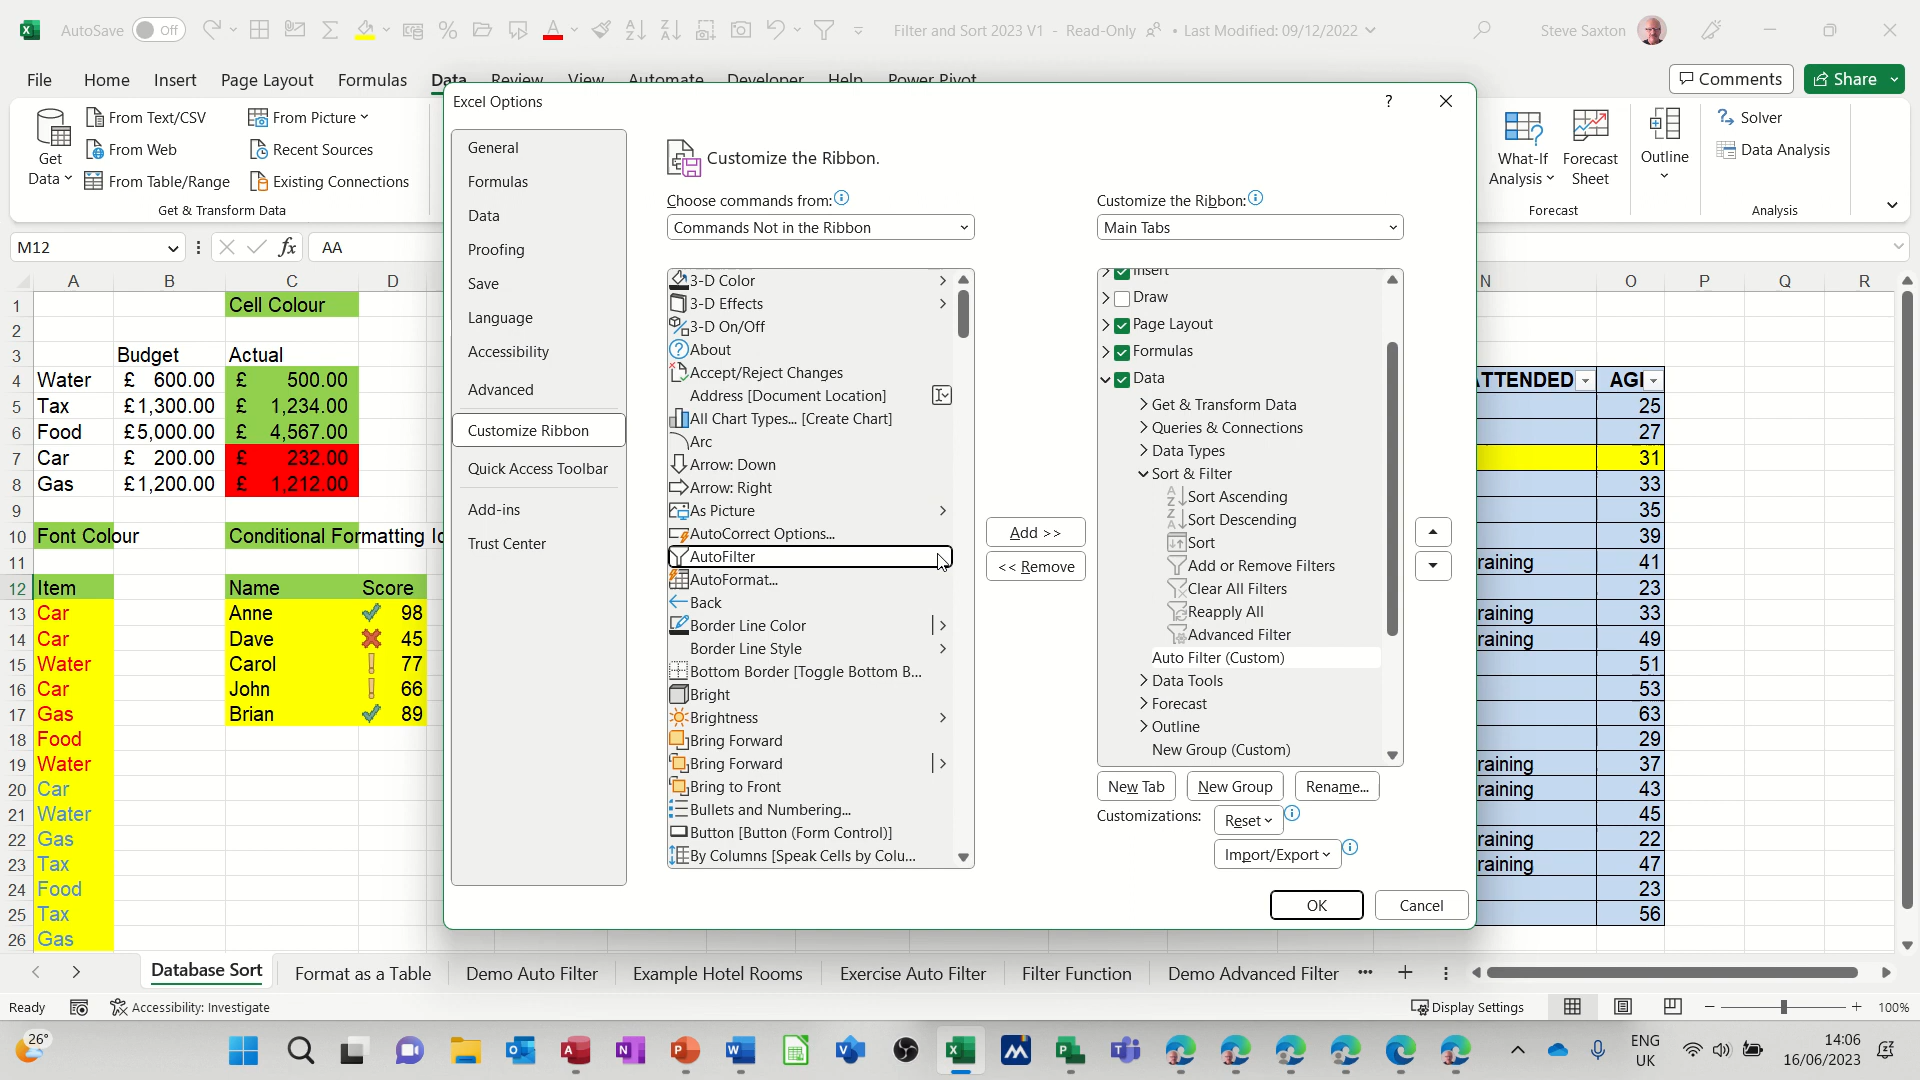 AutoSave Off Filter and Sort 2023 V1 - Read-Only • Last Modified: 09/12/2022 Steve Saxton
File Home Insert Page Layout Formulas Data Review View Automate Developer Help Power Pivot Comments Share
Get Data
From Text/CSV
From Web
From Table/Range
From Picture
Recent Sources
Existing Connections
Get & Transform Data
What-If Analysis
Forecast Sheet
Forecast
Outline
Solver
Data Analysis
Analysis
M12 fx AA
Excel Options ?
General
Formulas
Data
Proofing
Save
Language
Accessibility
Advanced
Customize Ribbon
Quick Access Toolbar
Add-ins
Trust Center
Customize the Ribbon.
Choose commands from:
Commands Not in the Ribbon
3-D Color
3-D Effects
3-D On/Off
About
Accept/Reject Changes
Address [Document Location]
All Chart Types... [Create Chart]
Arc
Arrow: Down
Arrow: Right
As Picture
AutoCorrect Options...
AutoFilter
AutoFormat...
Back
Border Line Color
Border Line Style
Bottom Border [Toggle Bottom B...
Bright
Brightness
Bring Forward
Bring Forward
Bring to Front
Bullets and Numbering...
Button [Button (Form Control)]
By Columns [Speak Cells by Colu...
Add >>
<< Remove
Customize the Ribbon:
Main Tabs
Insert
Draw
Page Layout
Formulas
Data
Get & Transform Data
Queries & Connections
Data Types
Sort & Filter
Sort Ascending
Sort Descending
Sort
Add or Remove Filters
Clear All Filters
Reapply All
Advanced Filter
Auto Filter (Custom)
Data Tools
Forecast
Outline
New Group (Custom)
New Tab New Group Rename...
Customizations: Reset
Import/Export
OK Cancel
A B C D N O P Q R
1 Cell Colour
2
3 Budget Actual
4 Water £ 600.00 £ 500.00 TTENDED AGI
5 Tax £1,300.00 £ 1,234.00 25
6 Food £5,000.00 £ 4,567.00 27
7 Car £ 200.00 £ 232.00 31
8 Gas £1,200.00 £ 1,212.00 33
9 35
10 Font Colour Conditional Formatting Ic 39
11 raining 41
12 Item Name Score 23
13 Car Anne 98 raining 33
14 Car Dave 45 raining 49
15 Water Carol 77 51
16 Car John 66 53
17 Gas Brian 89 63
18 Food 29
19 Water raining 37
20 Car raining 43
21 Water 45
22 Gas raining 22
23 Tax raining 47
24 Food 23
25 Tax 56
26 Gas
Database Sort Format as a Table Demo Auto Filter Example Hotel Rooms Exercise Auto Filter Filter Function Demo Advanced Filter ... +
Ready Accessibility: Investigate Display Settings 100%
26° ENG UK 14:06 16/06/2023